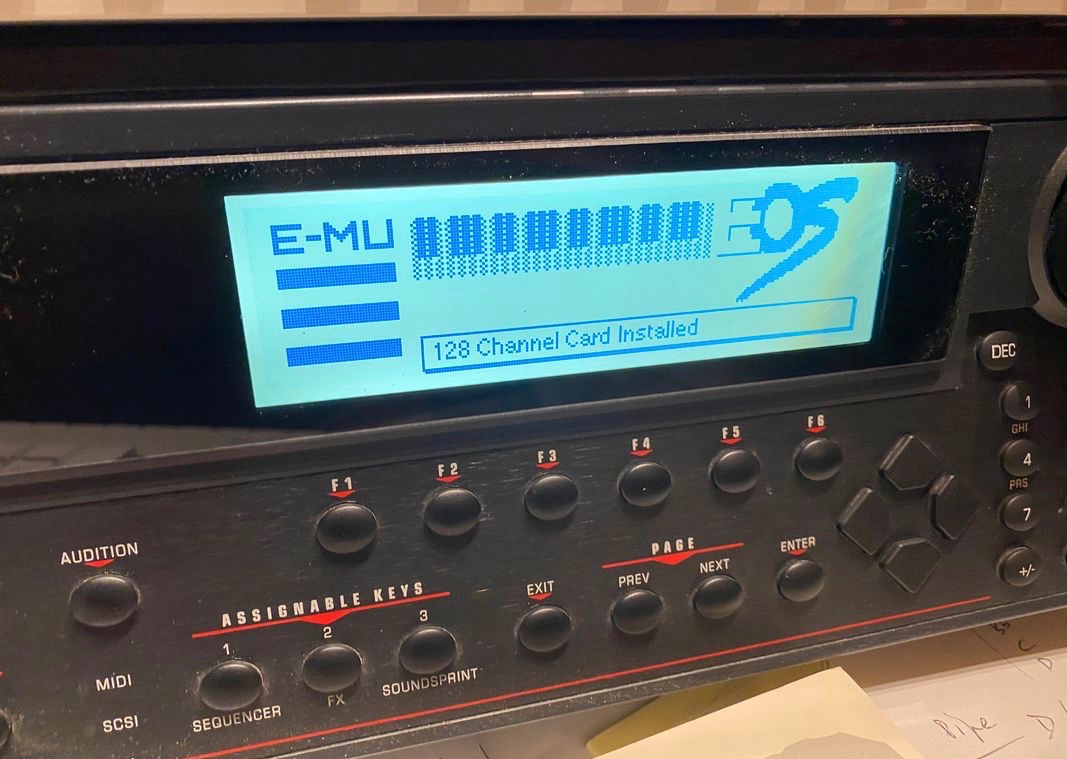 E-MU
EOS
128 Channel Card Installed
DEC
1
GHI
4
PRS
7
+/-
F1
F2
F3
F4
F5
F6
AUDITION
ASSIGNABLE KEYS
1
2
3
SEQUENCER
FX
SOUNDSPRINT
EXIT
PAGE
PREV
NEXT
ENTER
MIDI
SCSI